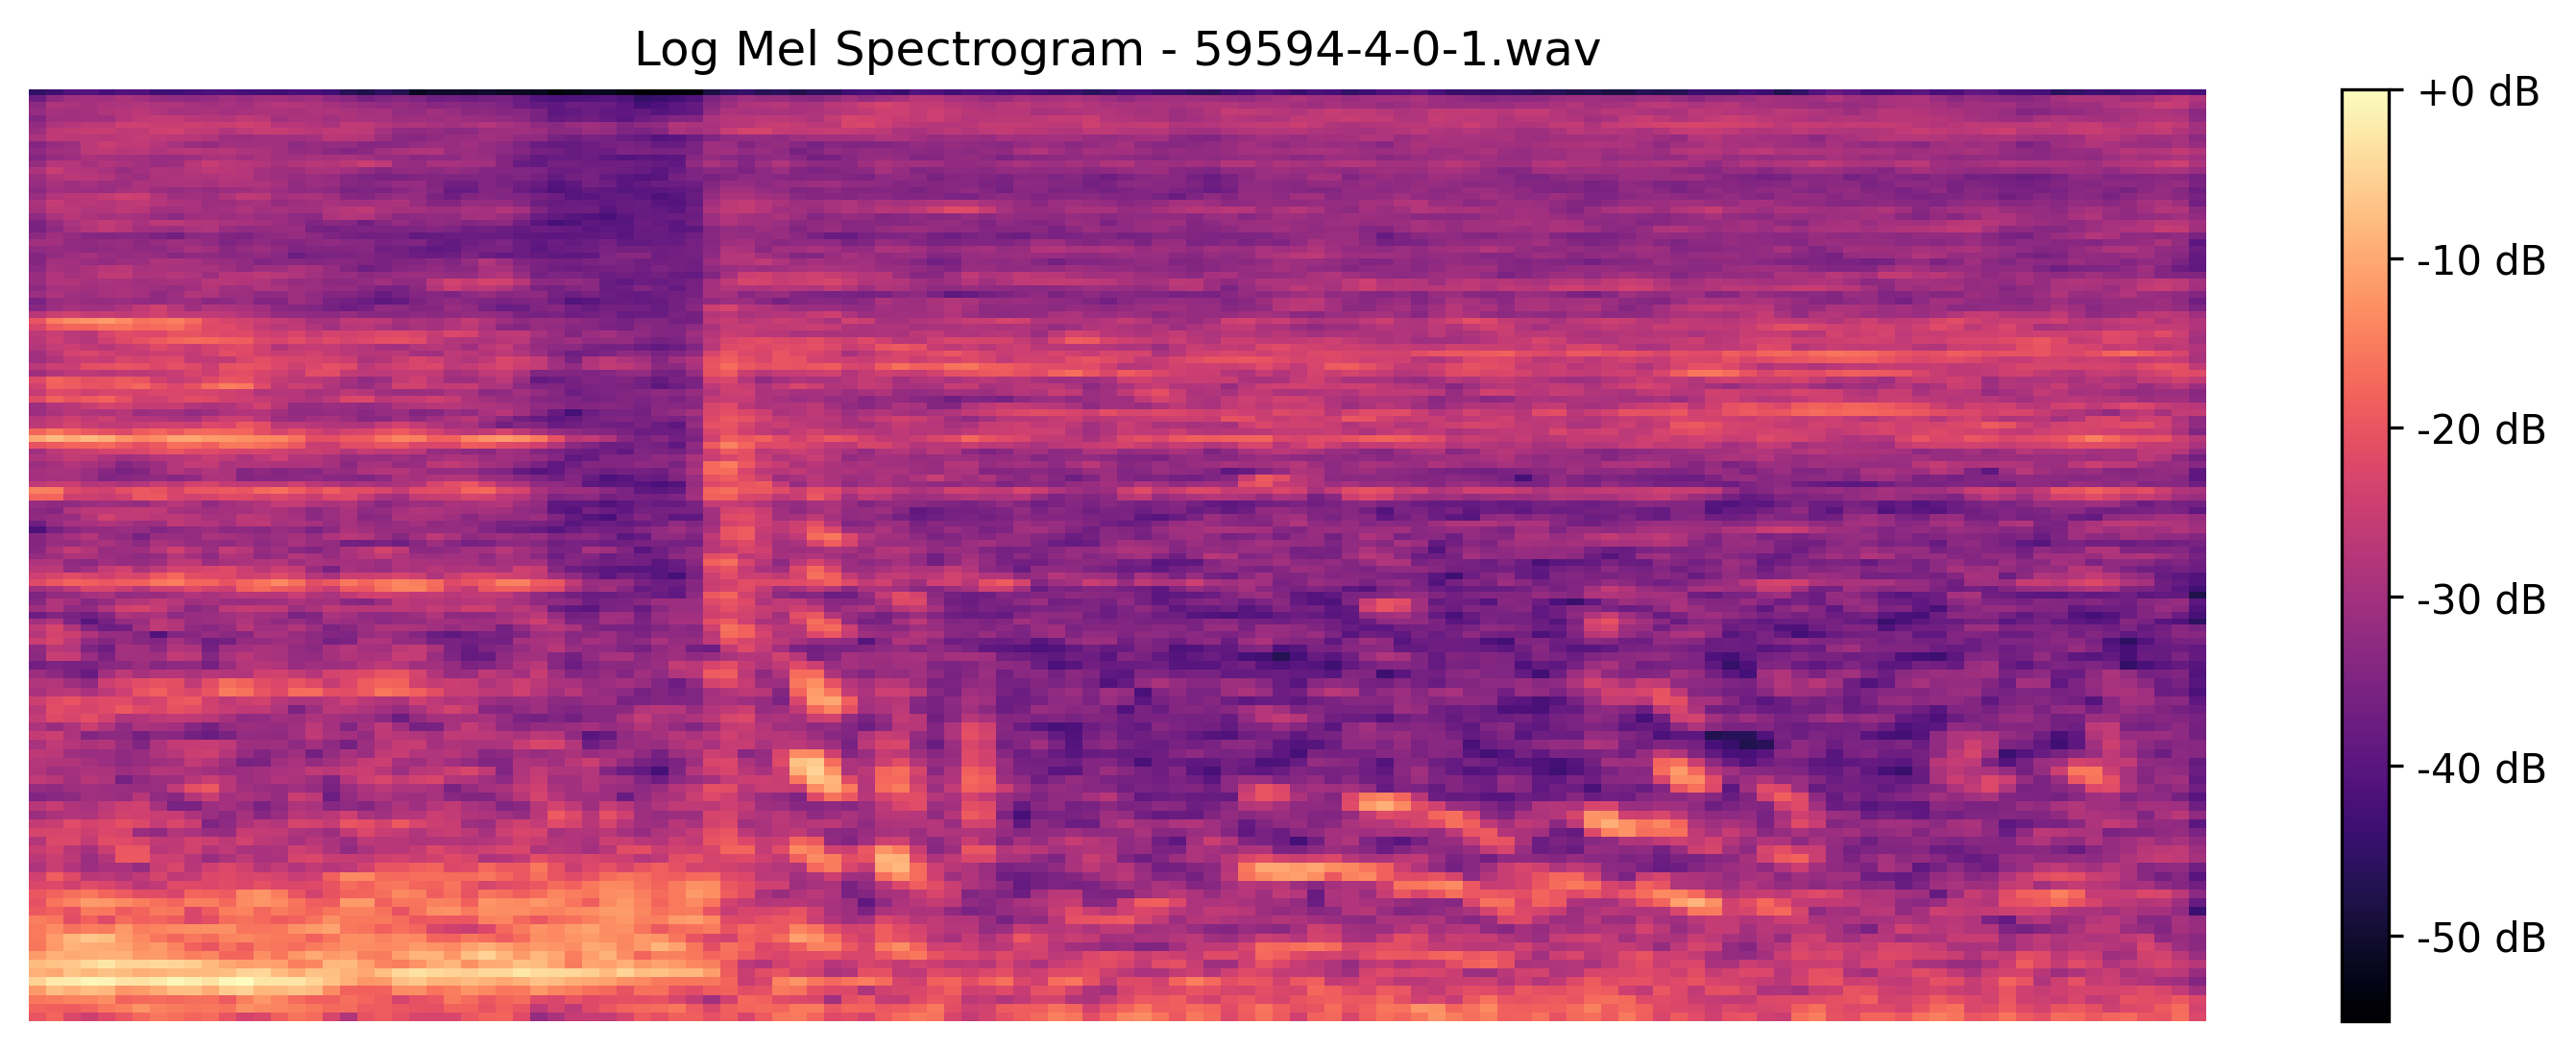 Log Mel Spectrogram - 59594-4-0-1.wav
+0 dB
-10 dB
-20 dB
-30 dB
-40 dB
-50 dB